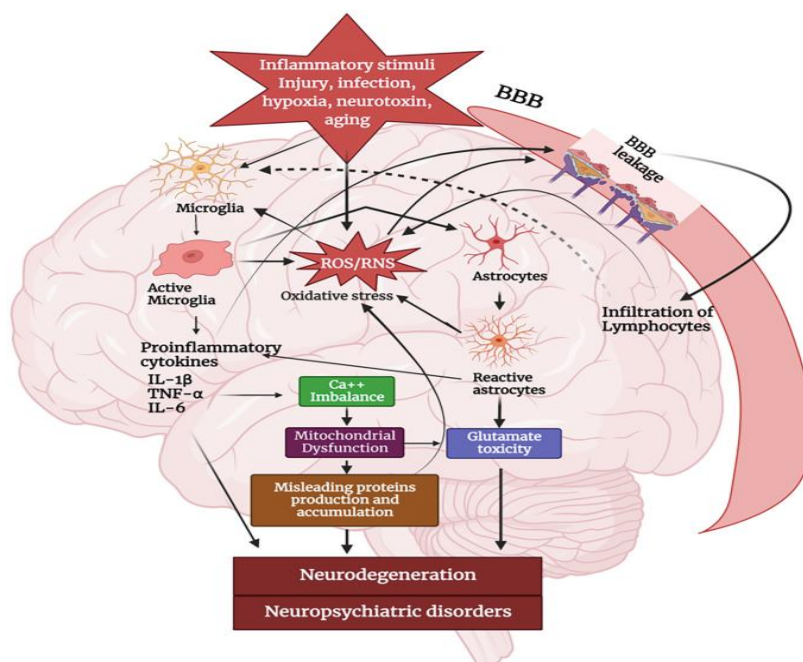 Inflammatory stimuli
Injury, infection,
hypoxia, neurotoxin,
aging
BBB
BBB
leakage
Microglia
ROS/RNS
Oxidative stress
Astrocytes
Active
Microglia
Infiltration of
Lymphocytes
Proinflammatory
cytokines
IL-1β
TNF-α
IL-6
Reactive
astrocytes
Ca++
Imbalance
Mitochondrial
Dysfunction
Glutamate
toxicity
Misleading proteins
production and
accumulation
Neurodegeneration
Neuropsychiatric disorders